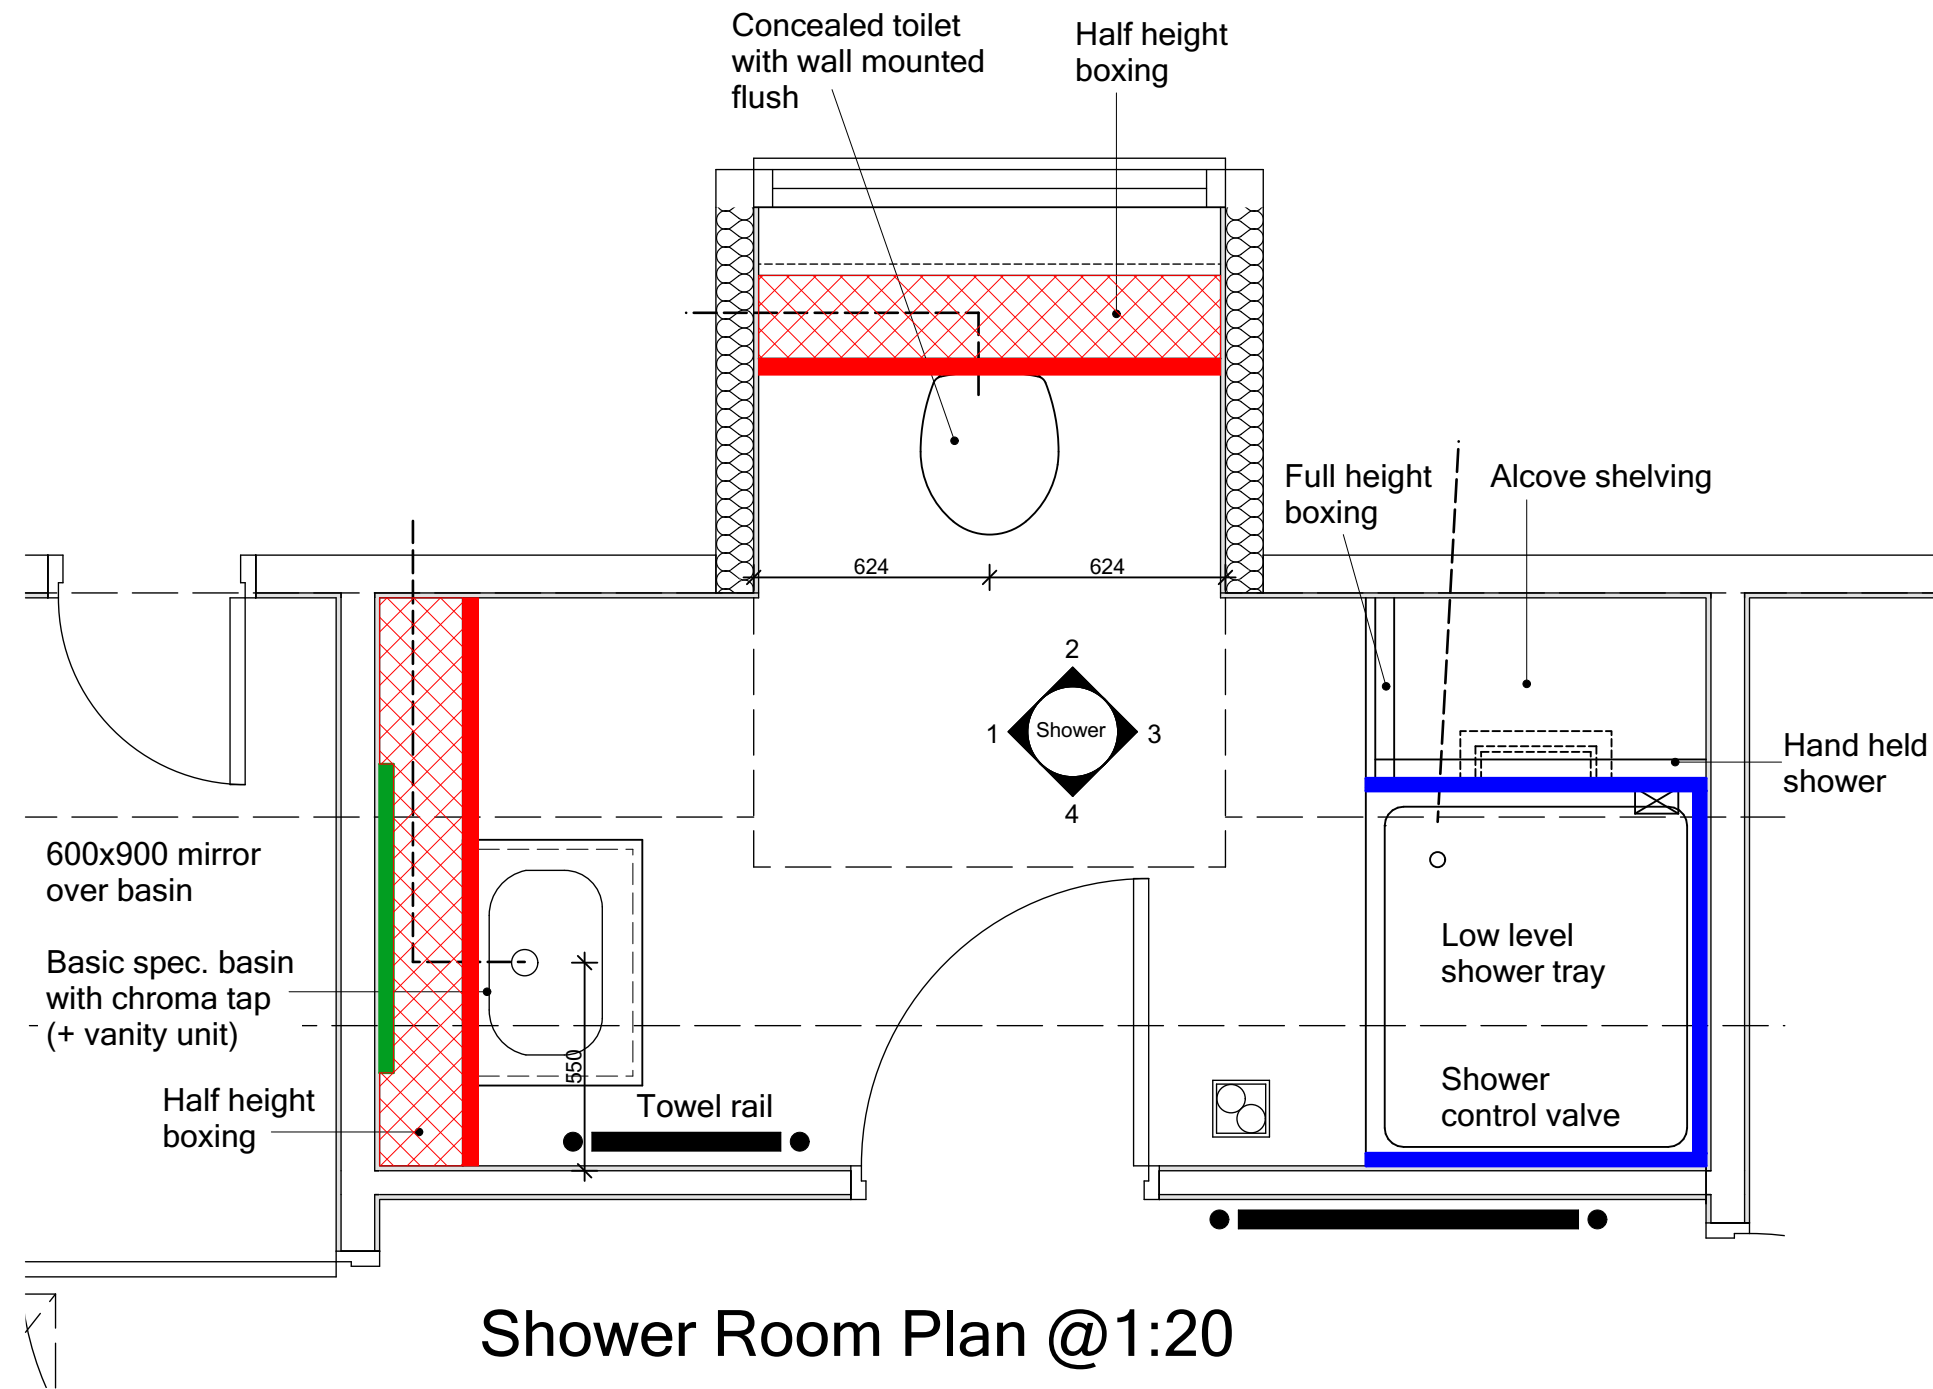 Concealed toilet
with wall mounted
flush
Half height
boxing
Full height
boxing
Alcove shelving
624
624
2
1
Shower
3
4
Hand held
shower
600x900 mirror
over basin
Basic spec. basin
with chroma tap
(+ vanity unit)
Low level
shower tray
550
Half height
boxing
Towel rail
Shower
control valve
Shower Room Plan @1:20